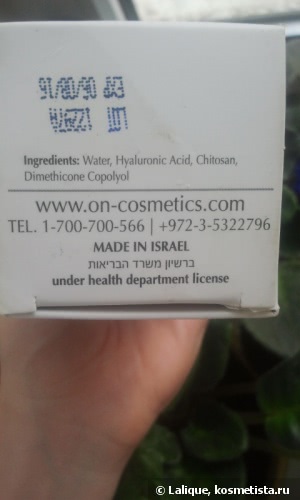 Ingredients: Water, Hyaluronic Acid, Chitosan,
Dimethicone Copolyol
www.on-cosmetics.com
TEL. 1-700-700-566 | +972-3-5322796
MADE IN ISRAEL
ברשיון משרד הבריאות
under health department license
© Lalique, kosmetista.ru